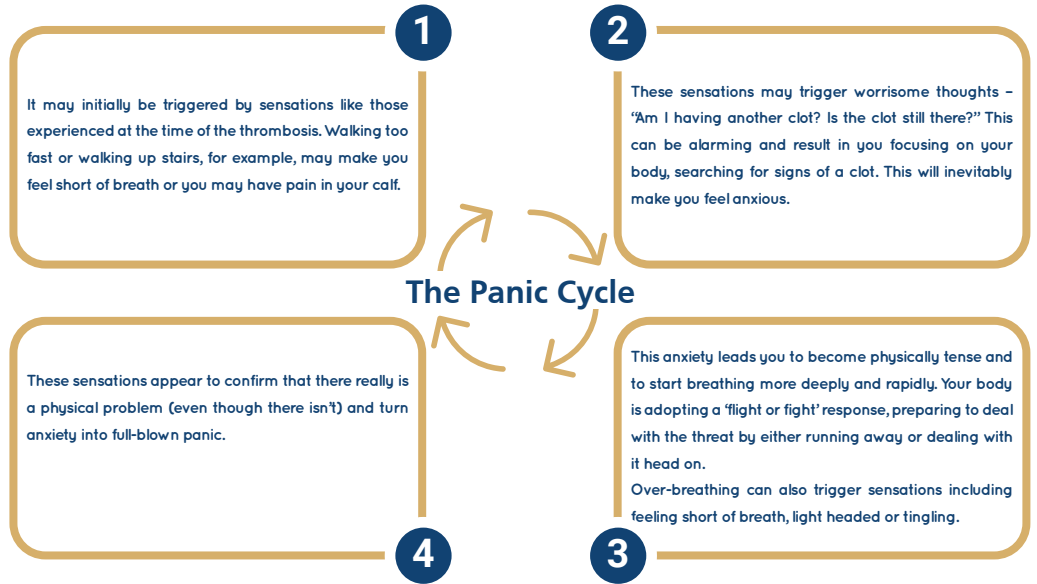 1
It may initially be triggered by sensations like those
experienced at the time of the thrombosis. Walking too
fast or walking up stairs, for example, may make you
feel short of breath or you may have pain in your calf.
2
These sensations may trigger worrisome thoughts –
“Am I having another clot? Is the clot still there?” This
can be alarming and result in you focusing on your
body, searching for signs of a clot. This will inevitably
make you feel anxious.
The Panic Cycle
This anxiety leads you to become physically tense and
to start breathing more deeply and rapidly. Your body
is adopting a ‘flight or fight’ response, preparing to deal
with the threat by either running away or dealing with
it head on.
Over-breathing can also trigger sensations including
feeling short of breath, light headed or tingling.
3
These sensations appear to confirm that there really is
a physical problem (even though there isn’t) and turn
anxiety into full-blown panic.
4